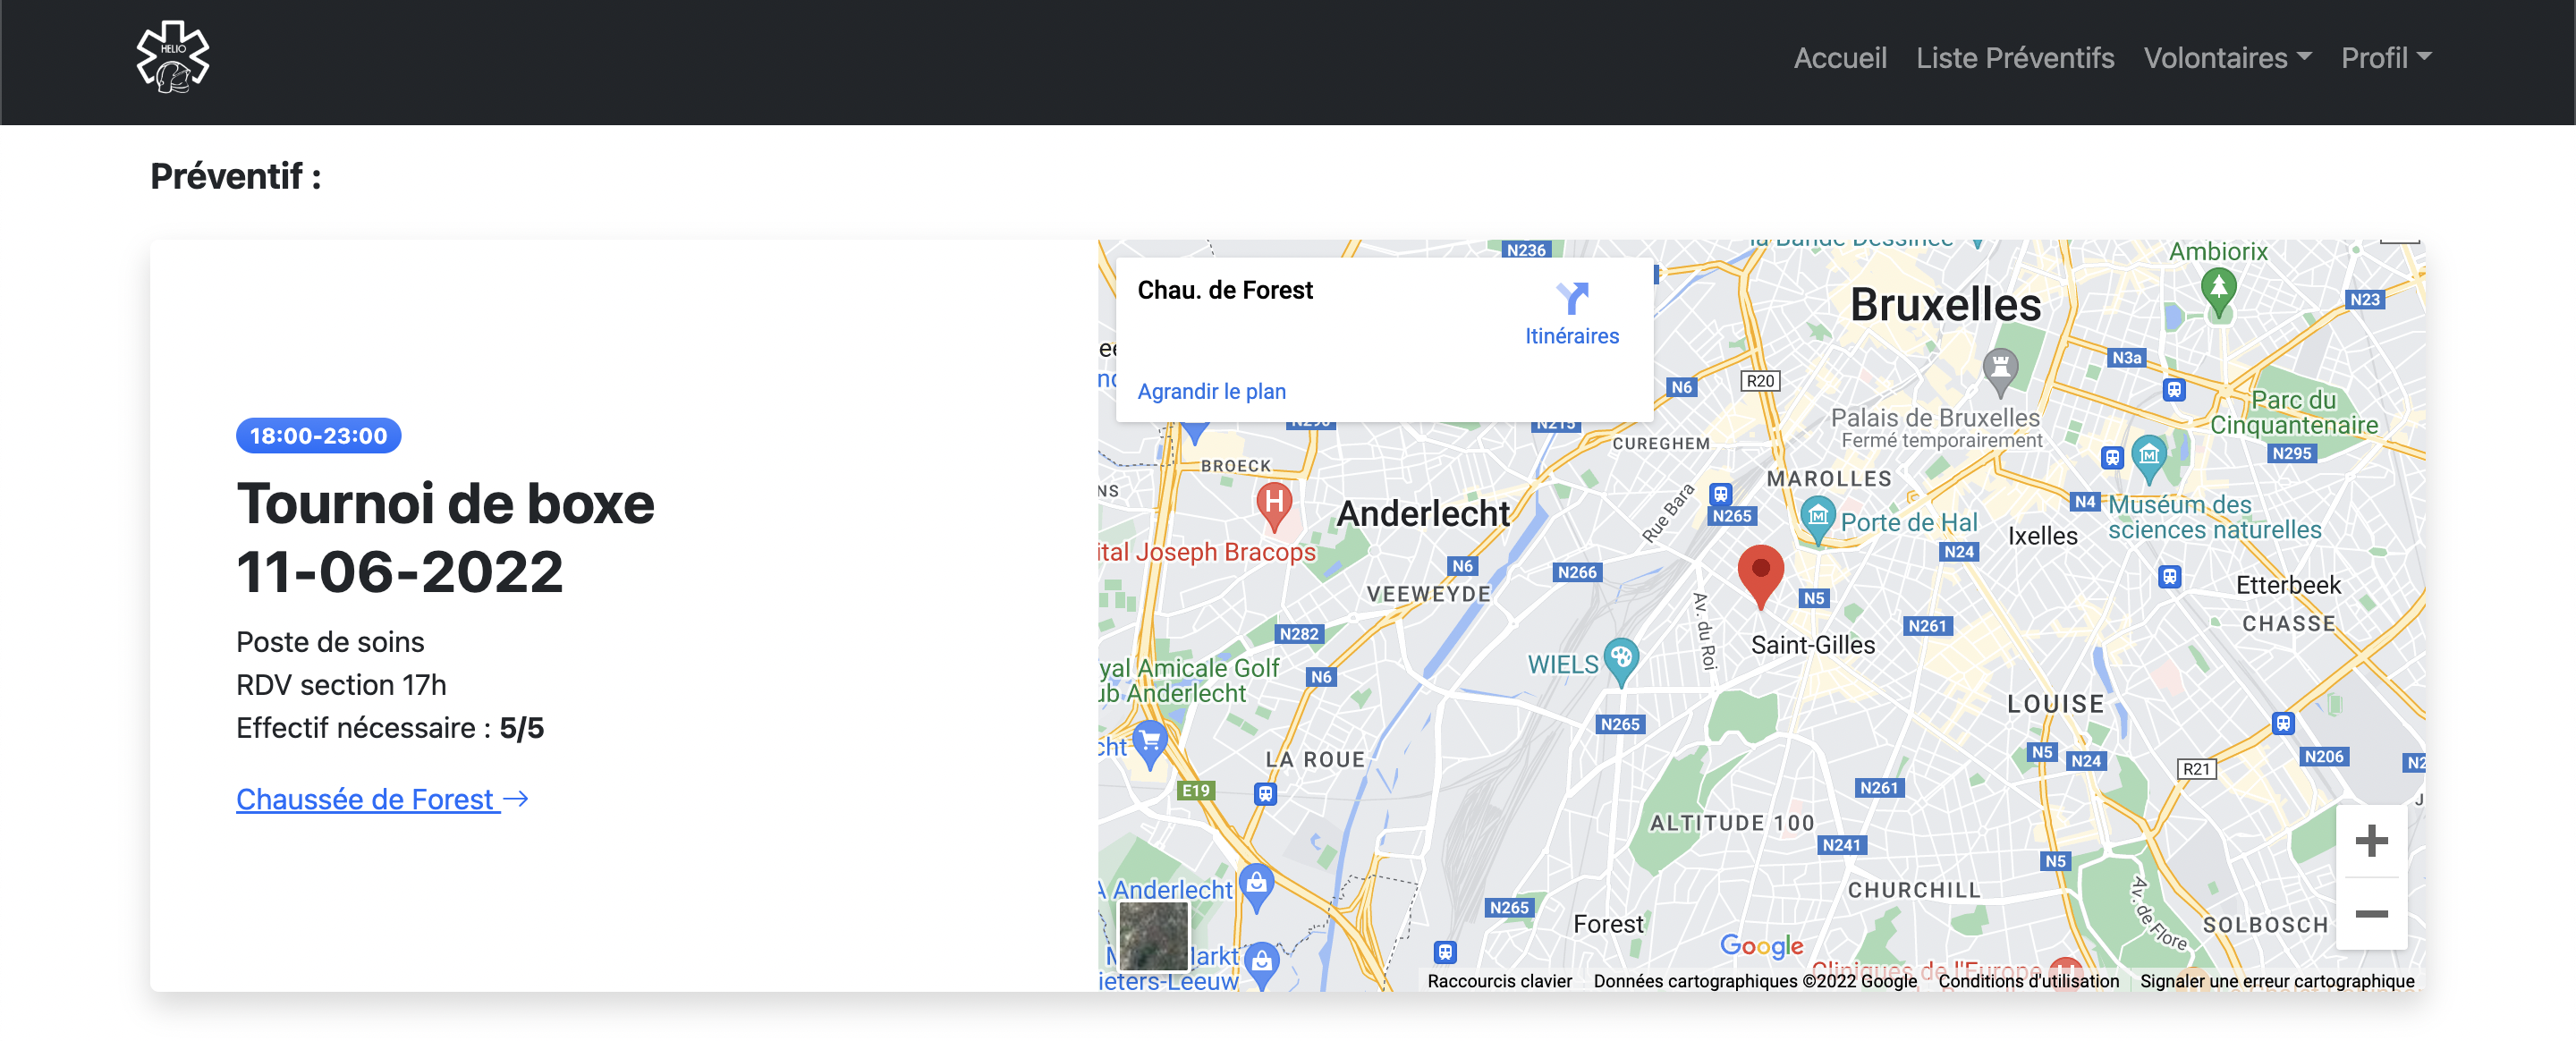 HELIO
Accueil
Liste Préventifs
Volontaires
Profil
Préventif :
18:00-23:00
Tournoi de boxe
11-06-2022
Poste de soins
RDV section 17h
Effectif nécessaire : 5/5
Chaussée de Forest
Chau. de Forest
Itinéraires
Agrandir le plan
N236
la Bande Dessinée
Ambiorix
Bruxelles
N23
N3a
R20
N6
Parc du
Cinquantenaire
Palais de Bruxelles
Fermé temporairement
N215
CUREGHEM
N295
BROECK
MAROLLES
NS
Anderlecht
Rue Bara
N265
Porte de Hal
N4
Muséum des
sciences naturelles
Ixelles
ital Joseph Bracops
N24
N6
N266
VEEWEYDE
N5
Etterbeek
CHASSE
N282
Av. du Roi
N261
Saint-Gilles
WIELS
yal Amicale Golf
ub Anderlecht
N6
LOUISE
N265
cht
LA ROUE
N5
N24
R21
N206
E19
N261
ALTITUDE 100
N241
N5
Anderlecht
CHURCHILL
Av. de Flore
N265
Forest
SOLBOSCH
Google
Markt
ieters-Leeuw
Cliniques de l'Europe
Raccourcis clavier
Données cartographiques ©2022 Google
Conditions d'utilisation
Signaler une erreur cartographique